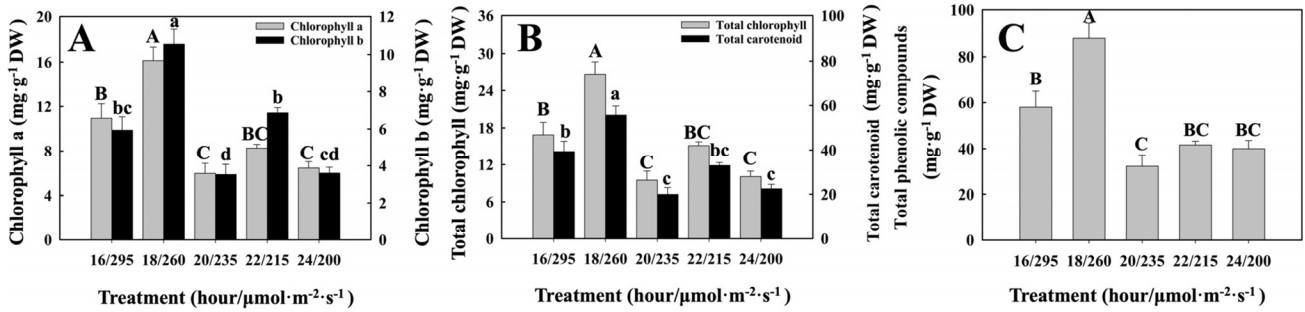 A
Chlorophyll a (mg·g⁻¹ DW)
20
16
12
8
4
0
Chlorophyll a
Chlorophyll b
B
bc
A
a
C
d
BC
b
C
cd
12
10
8
6
4
2
0
Chlorophyll b (mg·g⁻¹ DW)
16/295 18/260 20/235 22/215 24/200
Treatment (hour/μmol·m⁻²·s⁻¹)
B
Total chlorophyll (mg·g⁻¹ DW)
36
30
24
18
12
6
0
Total chlorophyll
Total carotenoid
B
b
A
a
C
c
BC
bc
C
c
100
80
60
40
20
0
Total carotenoid (mg·g⁻¹ DW)
16/295 18/260 20/235 22/215 24/200
Treatment (hour/μmol·m⁻²·s⁻¹)
C
Total phenolic compounds
(mg·g⁻¹ DW)
100
80
60
40
20
0
B
A
C
BC
BC
16/295 18/260 20/235 22/215 24/200
Treatment (hour/μmol·m⁻²·s⁻¹)